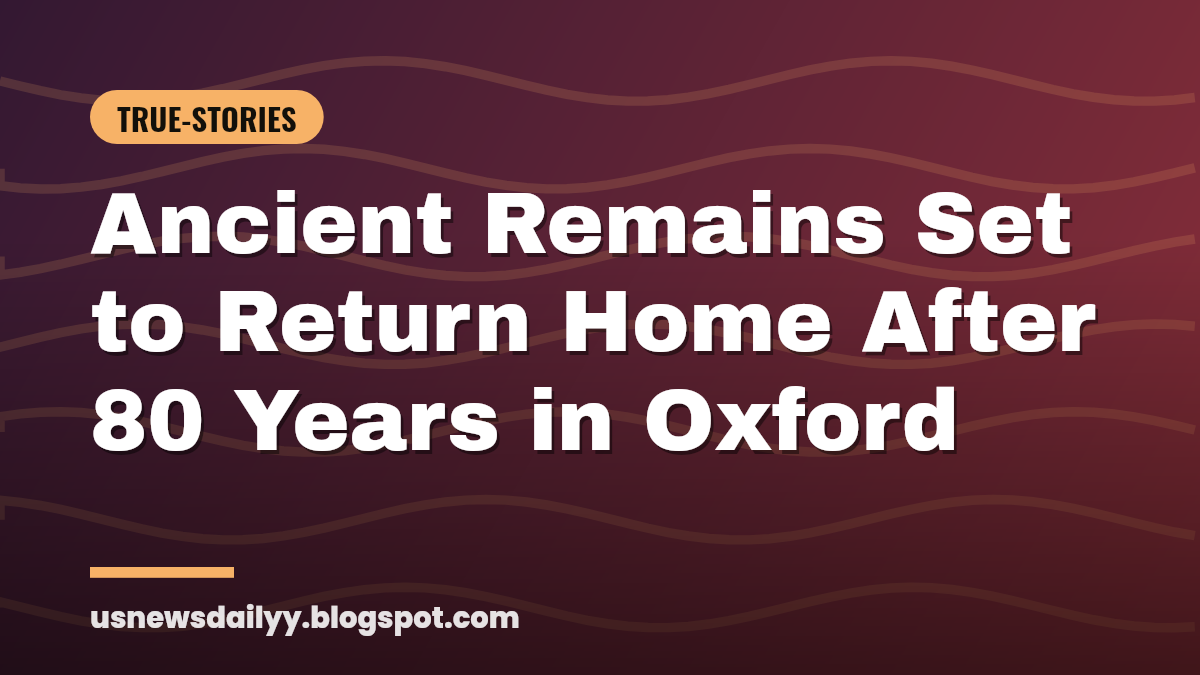 TRUE-STORIES
Ancient Remains Set
to Return Home After
80 Years in Oxford
usnewsdailyy.blogspot.com